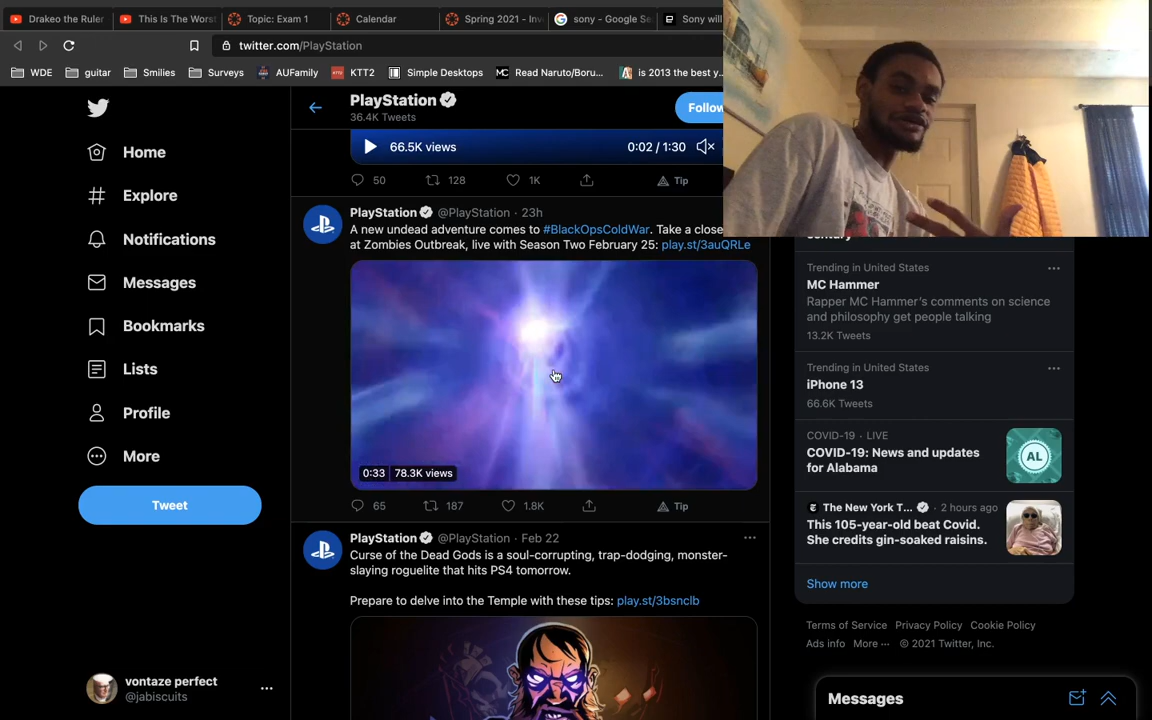 Drakeo the Ruler
This Is The Worst
Topic: Exam 1
Calendar
Spring 2021 - Inv
sony - Google Se
Sony will
twitter.com/PlayStation
WDE
guitar
Smilies
Surveys
AUFamily
KTT2
Simple Desktops
Read Naruto/Boru...
is 2013 the best y...
PlayStation
36.4K Tweets
Follow
Home
Explore
Notifications
Messages
Bookmarks
Lists
Profile
More
Tweet
vontaze perfect
@jabiscuits
66.5K views
0:02 / 1:30
50
128
1K
Tip
PlayStation @PlayStation · 23h
A new undead adventure comes to #BlackOpsColdWar. Take a close
at Zombies Outbreak, live with Season Two February 25: play.st/3auQRLe
0:33
78.3K views
65
187
1.8K
Tip
PlayStation @PlayStation · Feb 22
Curse of the Dead Gods is a soul-corrupting, trap-dodging, monster-
slaying roguelite that hits PS4 tomorrow.
Prepare to delve into the Temple with these tips: play.st/3bsnclb
Trending in United States
MC Hammer
Rapper MC Hammer's comments on science
and philosophy get people talking
13.2K Tweets
Trending in United States
iPhone 13
66.6K Tweets
COVID-19 · LIVE
COVID-19: News and updates
for Alabama
AL
The New York T... · 2 hours ago
This 105-year-old beat Covid.
She credits gin-soaked raisins.
Show more
Terms of Service Privacy Policy Cookie Policy
Ads info More ··· © 2021 Twitter, Inc.
Messages